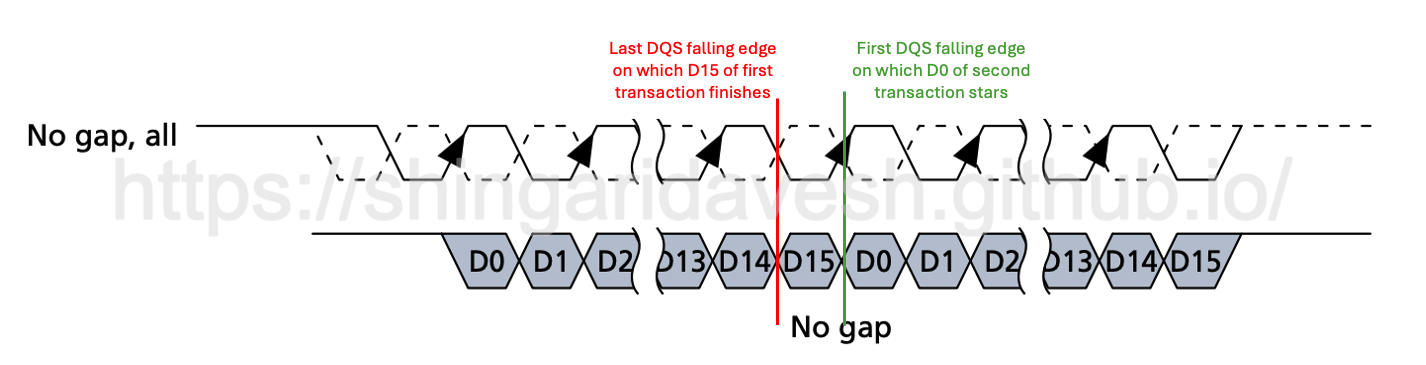 Last DQS falling edge
on which D15 of first
transaction finishes
First DQS falling edge
on which D0 of second
transaction stars
No gap, all
https://shingaridavesh.github.io/
D0 D1 D2 D13 D14 D15 D0 D1 D2 D13 D14 D15
No gap